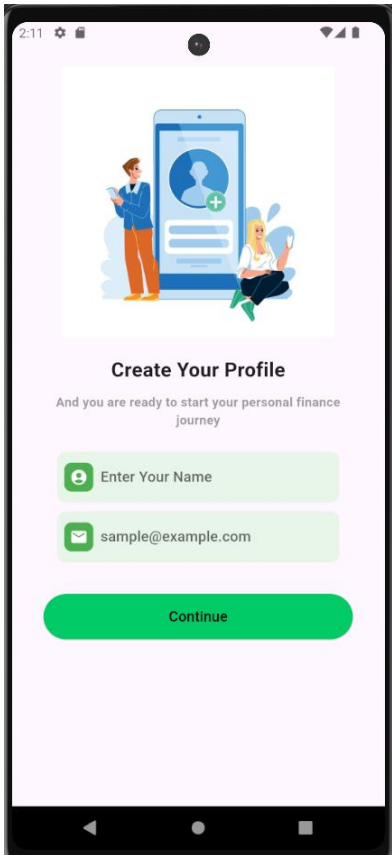 2:11
Create Your Profile
And you are ready to start your personal finance
journey
Enter Your Name
sample@example.com
Continue